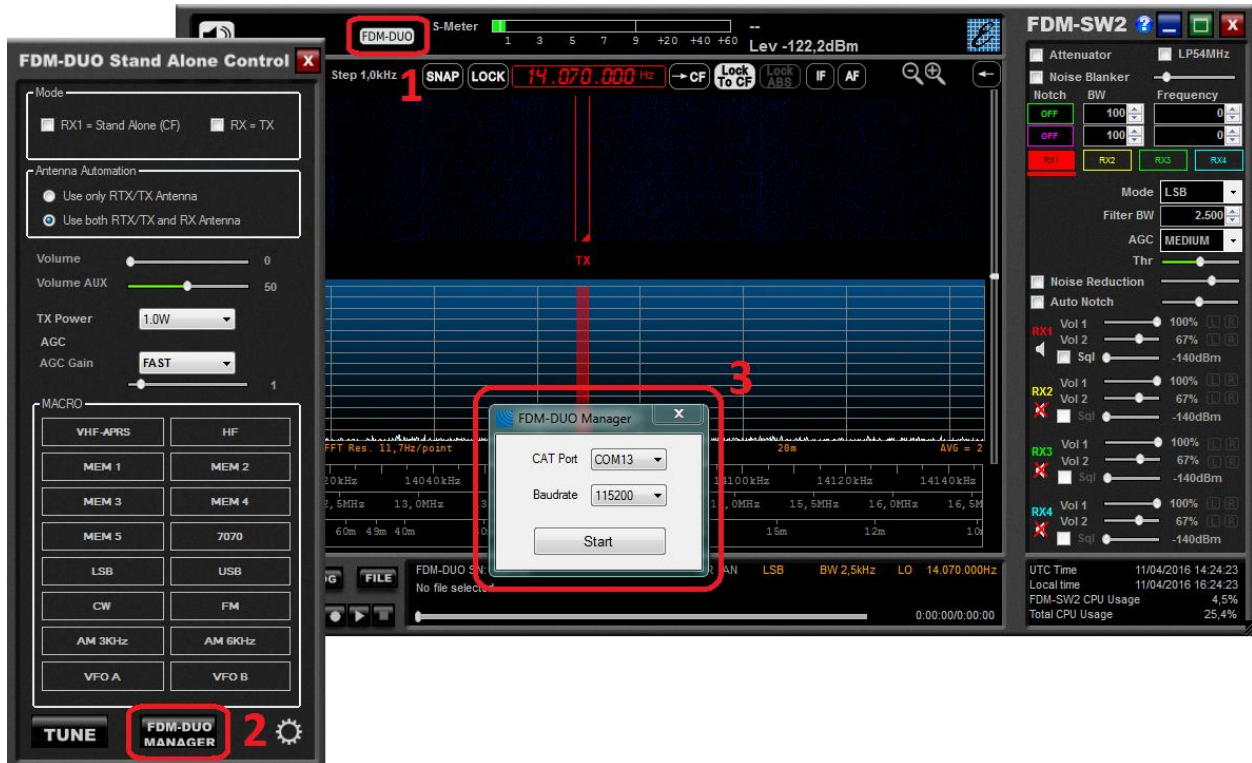 FDM-DUO Stand Alone Control X
Mode
RX1 = Stand Alone (CF) RX = TX
Antenna Automation
Use only RTX/TX Antenna
Use both RTX/TX and RX Antenna
Volume 0
Volume AUX 50
TX Power 1.0W
AGC
AGC Gain FAST
1
MACRO
VHF-APRS HF
MEM 1 MEM 2
MEM 3 MEM 4
MEM 5 7070
LSB USB
CW FM
AM 3KHz AM 6KHz
VFO A VFO B
TUNE FDM-DUO
MANAGER 2
FDM-DUO S-Meter --
1 3 5 7 9 +20 +40 +60 Lev -122,2dBm
1
Step 1,0kHz SNAP LOCK 14.070.000 Hz →CF Lock To CF Lock ABS IF AF
TX
3
FDM-DUO Manager X
CAT Port COM13
Baudrate 115200
Start
FFT Res. 11,7Hz/point 20m AVG = 2
20kHz 14040kHz 14100kHz 14120kHz 14140kHz
2,5MHz 13,0MHz ,0MHz 15,5MHz 16,0MHz 16,5M
60m 49m 40m 15m 12m 10
FILE FDM-DUO SN: LSB BW 2,5kHz LO 14.070.000Hz
No file selected
0:00:00/0:00:00
FDM-SW2 ? X
Attenuator LP54MHz
Noise Blanker
Notch BW Frequency
OFF 100 0
OFF 100 0
RX1 RX2 RX3 RX4
Mode LSB
Filter BW 2.500
AGC MEDIUM
Thr
Noise Reduction
Auto Notch
RX1 Vol 1 100% L R
Vol 2 67% L R
Sql -140dBm
RX2 Vol 1 100% L R
Vol 2 67% L R
Sql -140dBm
RX3 Vol 1 100% L R
Vol 2 67% L R
Sql -140dBm
RX4 Vol 1 100% L R
Vol 2 67% L R
Sql -140dBm
UTC Time 11/04/2016 14:24:23
Local time 11/04/2016 16:24:23
FDM-SW2 CPU Usage 4,5%
Total CPU Usage 25,4%